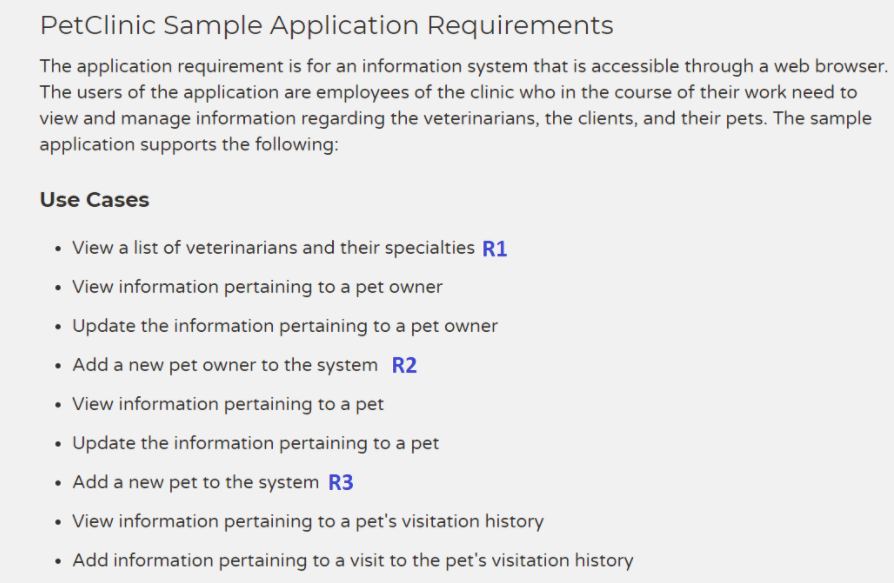 PetClinic Sample Application Requirements
The application requirement is for an information system that is accessible through a web browser.
The users of the application are employees of the clinic who in the course of their work need to
view and manage information regarding the veterinarians, the clients, and their pets. The sample
application supports the following:
Use Cases
• View a list of veterinarians and their specialties R1
• View information pertaining to a pet owner
• Update the information pertaining to a pet owner
• Add a new pet owner to the system R2
• View information pertaining to a pet
• Update the information pertaining to a pet
• Add a new pet to the system R3
• View information pertaining to a pet's visitation history
• Add information pertaining to a visit to the pet's visitation history